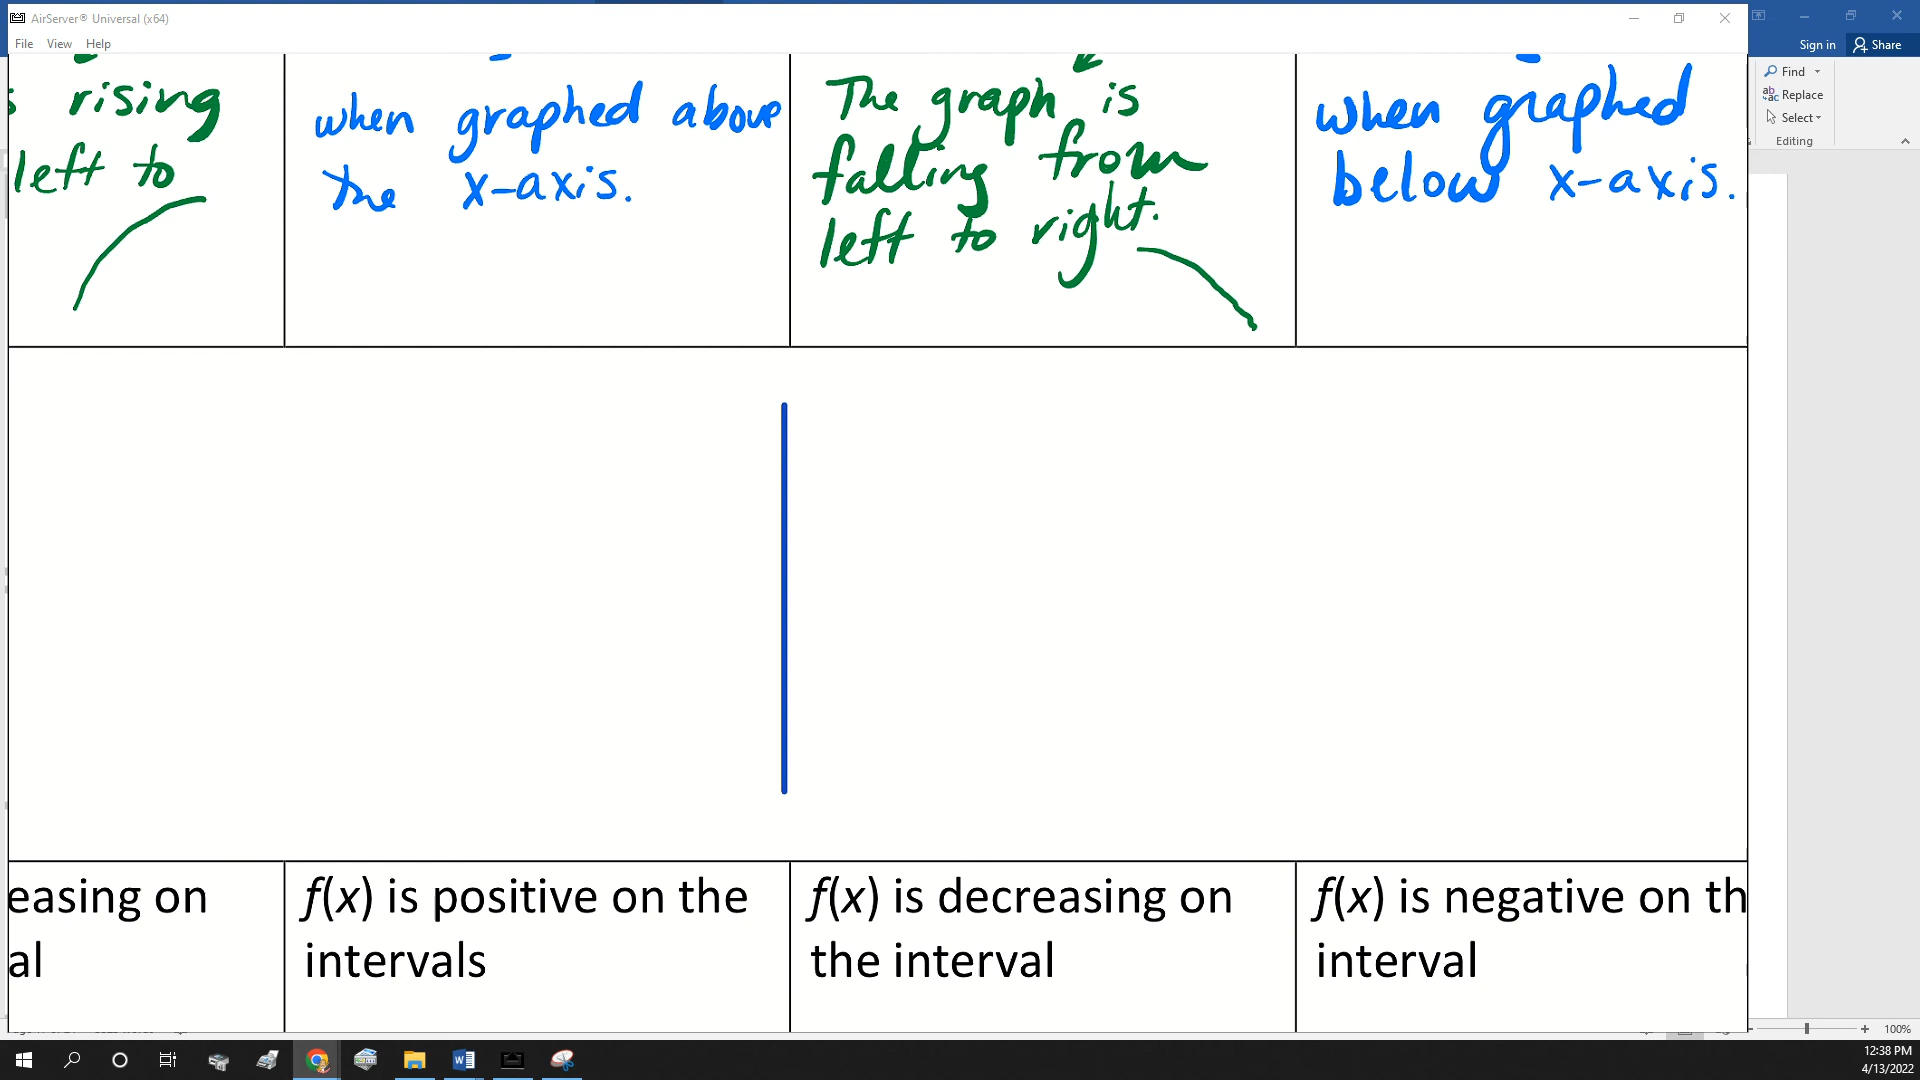 AirServer® Universal (x64)
File View Help
Sign in Share
Find
Replace
Select
Editing
rising
left to
when graphed above
the x-axis.
The graph is
falling from
left to right.
when graphed
below x-axis.
easing on
al
f(x) is positive on the
intervals
f(x) is decreasing on
the interval
f(x) is negative on th
interval
100%
12:38 PM
4/13/2022